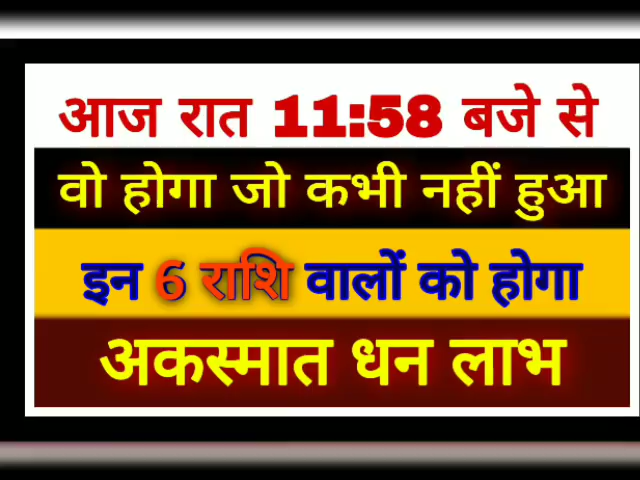 आज रात 11:58 बजे से
वो होगा जो कभी नहीं हुआ
इन 6 राशि वालों को होगा
अकस्मात धन लाभ